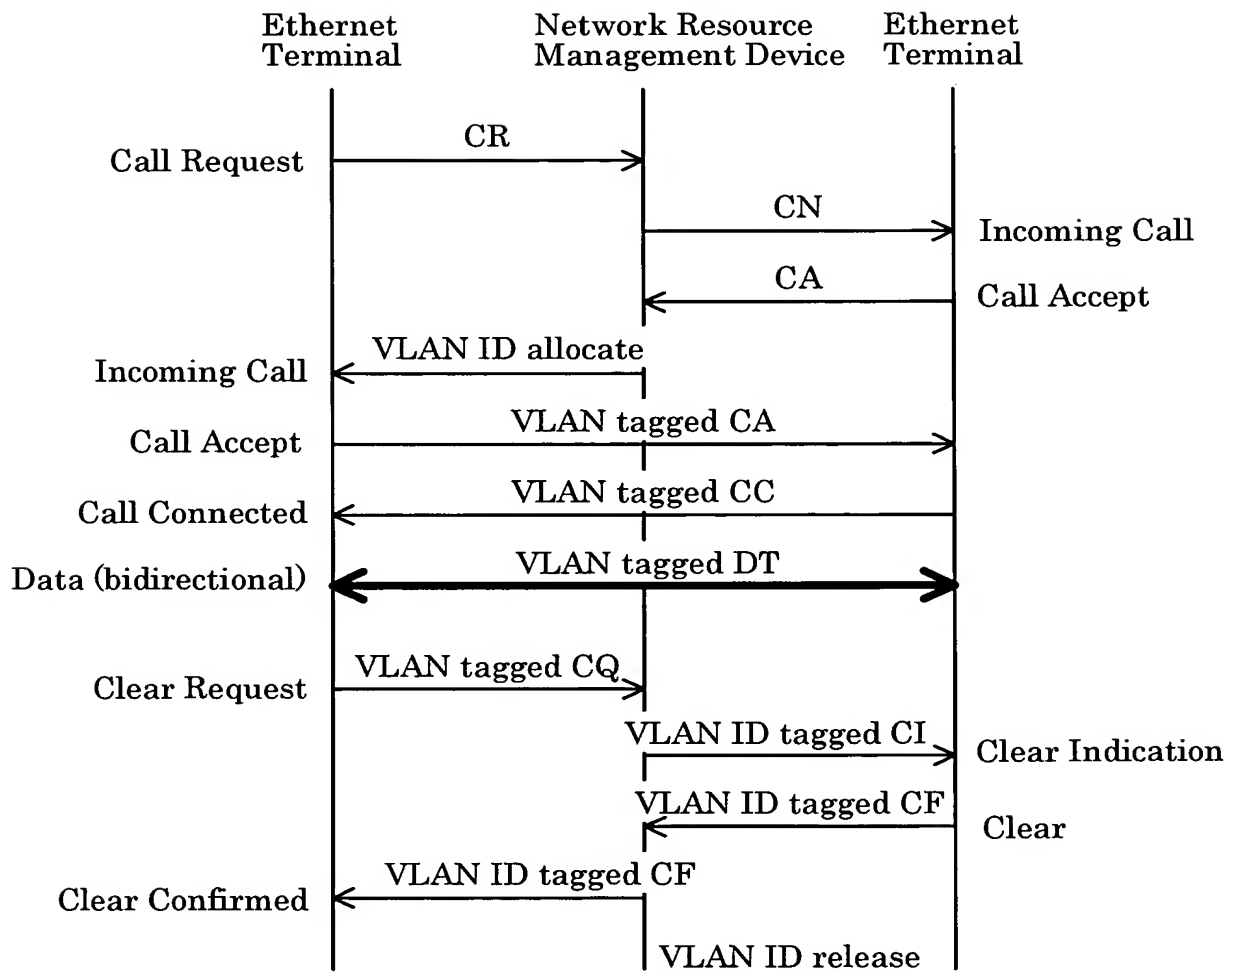 Ethernet
Terminal
Network Resource
Management Device
Ethernet
Terminal
CR
Call Request
CN
Incoming Call
CA
Call Accept
VLAN ID allocate
Incoming Call
VLAN tagged CA
Call Accept
VLAN tagged CC
Call Connected
VLAN tagged DT
Data (bidirectional)
VLAN tagged CQ
Clear Request
VLAN ID tagged CI
Clear Indication
VLAN ID tagged CF
Clear
VLAN ID tagged CF
Clear Confirmed
VLAN ID release